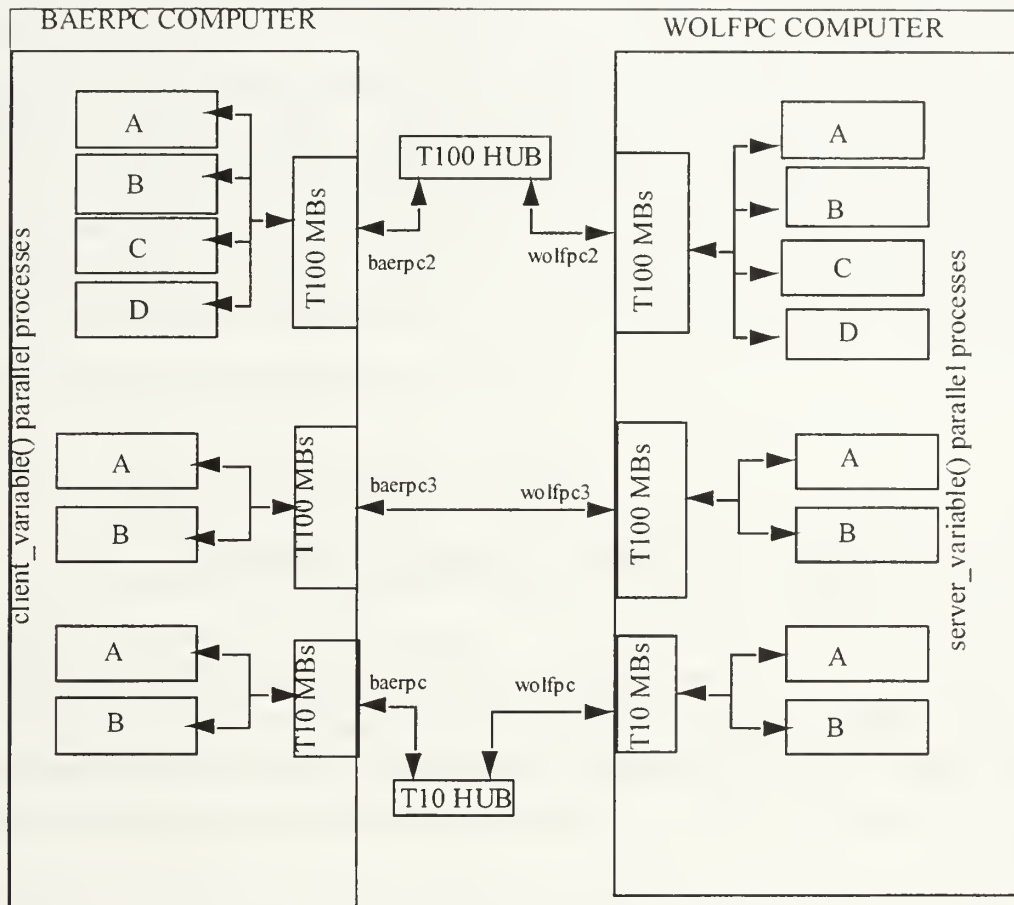 BAERPC COMPUTER
WOLFPC COMPUTER
client_variable() parallel processes
A
B
C
D
T100 MBs
baerpc2
T100 HUB
wolfpc2
T100 MBs
A
B
C
D
server_variable() parallel processes
A
B
T100 MBs
baerpc3
wolfpc3
T100 MBs
A
B
A
B
T10 MBs
baerpc
T10 HUB
wolfpc
T10 MBs
A
B